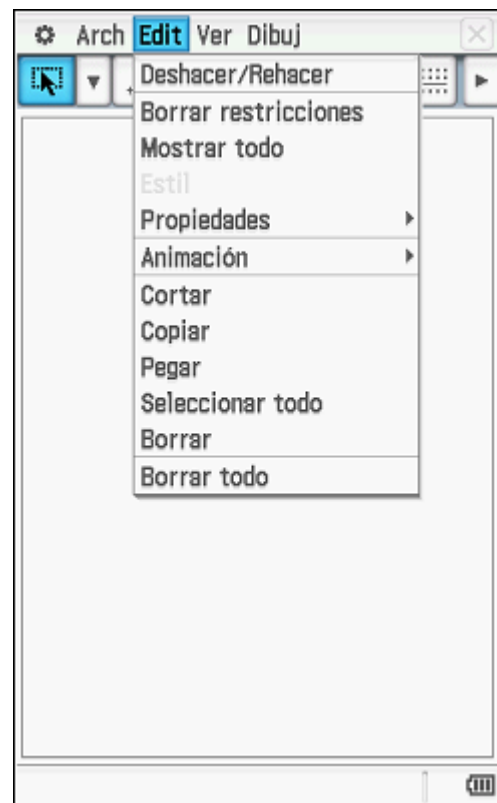 Arch Edit Ver Dibuj
Deshacer/Rehacer
Borrar restricciones
Mostrar todo
Estil
Propiedades
Animación
Cortar
Copiar
Pegar
Seleccionar todo
Borrar
Borrar todo